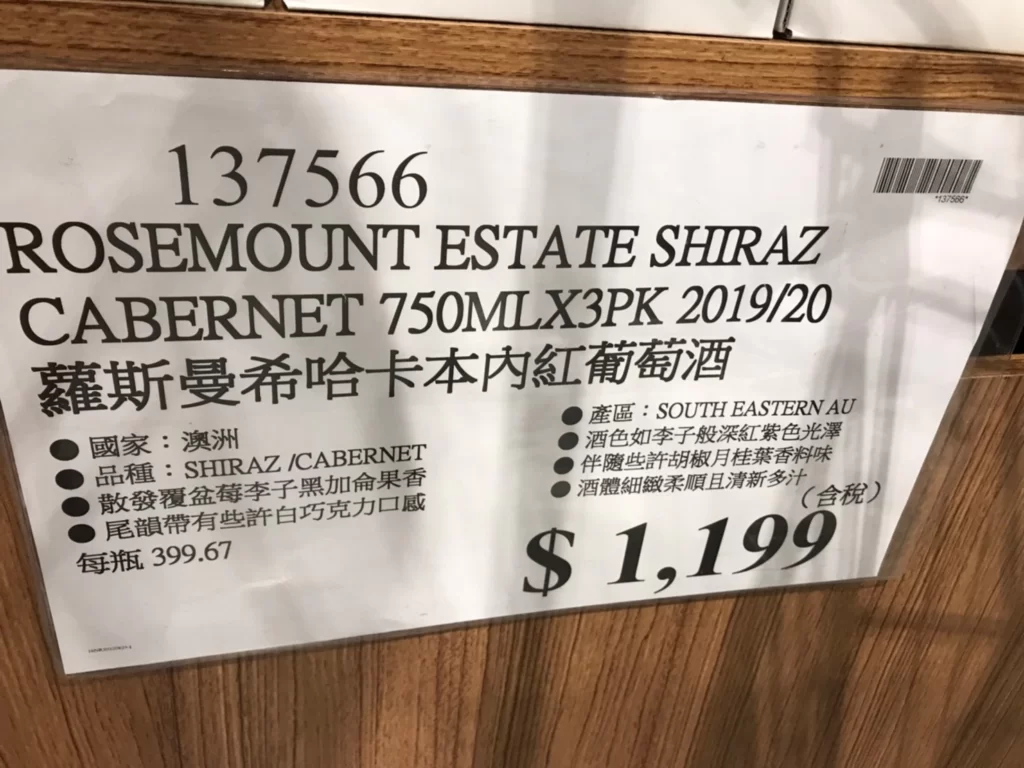 137566
*137566*
ROSEMOUNT ESTATE SHIRAZ
CABERNET 750MLX3PK 2019/20
蘿斯曼希哈卡本內紅葡萄酒
● 國家：澳洲
● 品種：SHIRAZ /CABERNET
● 散發覆盆莓李子黑加侖果香
● 尾韻帶有些許白巧克力口感
每瓶 399.67
● 產區：SOUTH EASTERN AU
● 酒色如李子般深紅紫色光澤
● 伴隨些許胡椒月桂葉香料味
● 酒體細緻柔順且清新多汁
（含稅）
$ 1,199